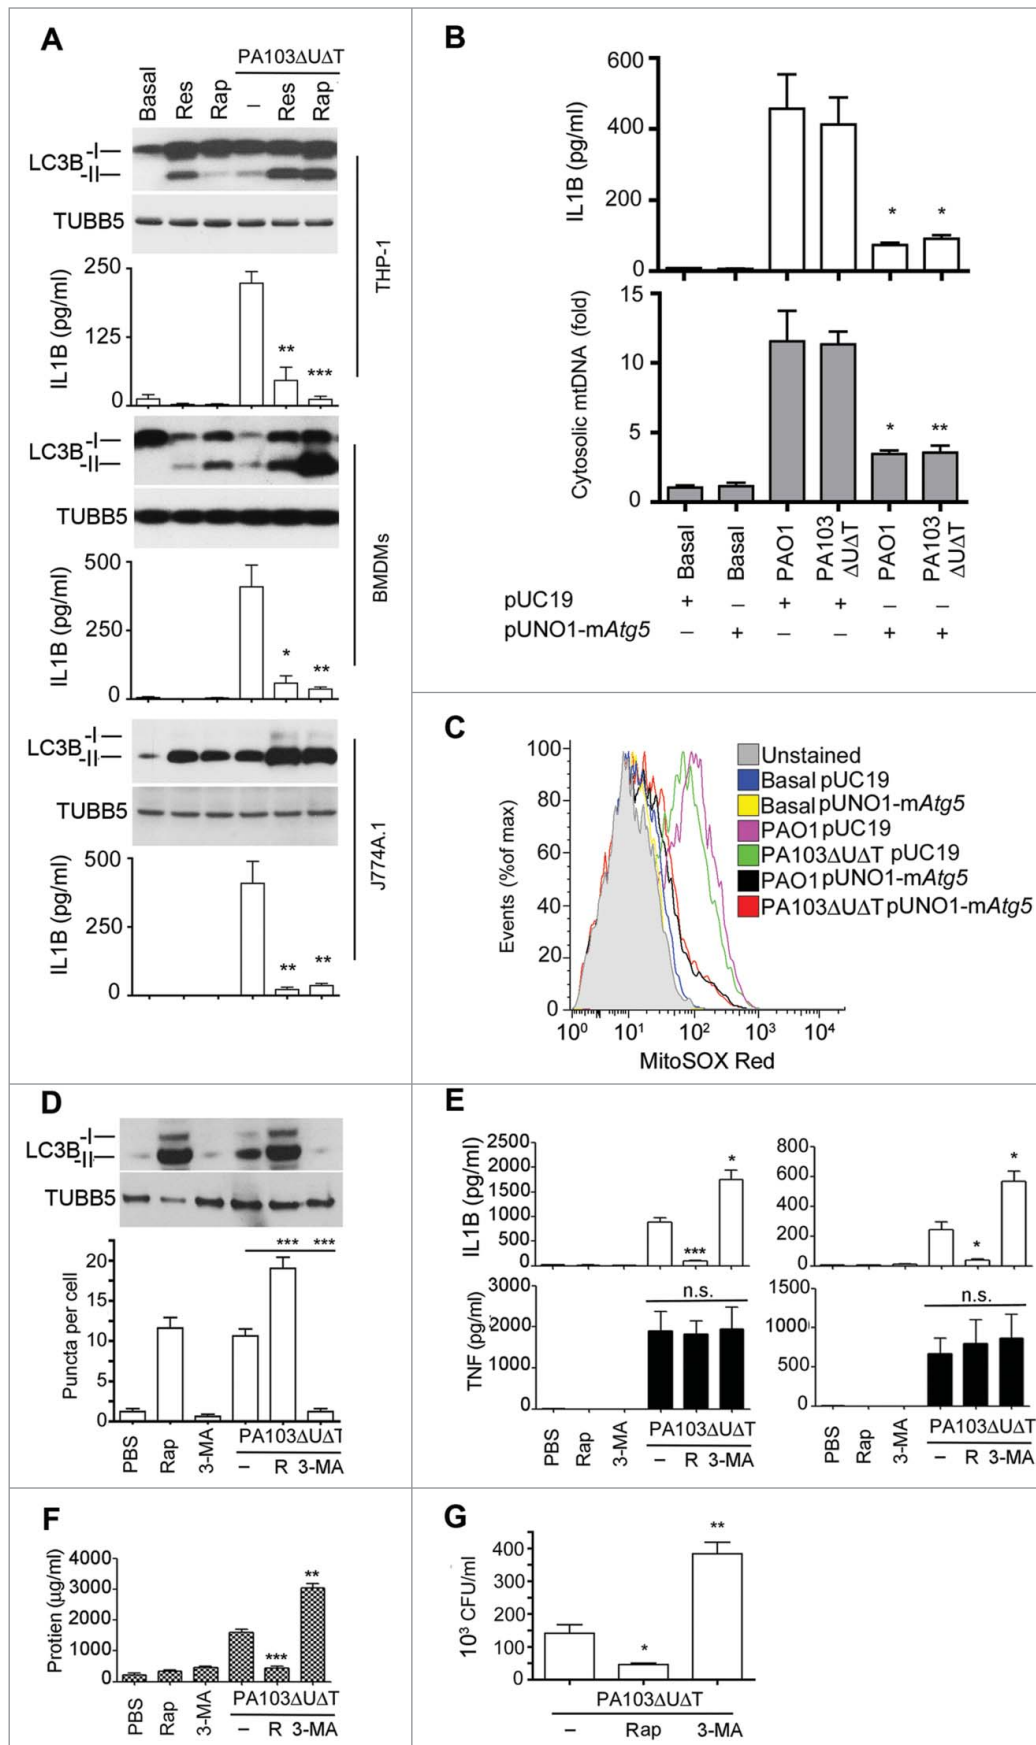 A
PA103ΔUΔT
Basal
Res
Rap
–
Res
Rap
LC3B -I—
-II—
TUBB5
THP-1
250
125
0
IL1B (pg/ml)
**
***
LC3B -I—
-II—
TUBB5
BMDMs
500
250
0
IL1B (pg/ml)
*
**
LC3B -I—
-II—
TUBB5
J774A.1
500
250
0
IL1B (pg/ml)
**
**
B
600
400
200
0
IL1B (pg/ml)
*
*
15
10
5
0
Cytosolic mtDNA (fold)
*
**
Basal
Basal
PAO1
PA103
ΔUΔT
PAO1
PA103
ΔUΔT
pUC19 + – + + – –
pUNO1-mAtg5 – + – – + +
C
100
80
60
40
20
0
Events (%of max)
10⁰ 10¹ 10² 10³ 10⁴
MitoSOX Red
Unstained
Basal pUC19
Basal pUNO1-mAtg5
PAO1 pUC19
PA103ΔUΔT pUC19
PAO1 pUNO1-mAtg5
PA103ΔUΔT pUNO1-mAtg5
D
LC3B -I—
-II—
TUBB5
20
15
10
5
0
Puncta per cell
*** ***
PBS
Rap
3-MA
PA103ΔUΔT
– R 3-MA
E
2500
2000
1500
1000
500
0
IL1B (pg/ml)
***
*
800
600
400
200
0
*
*
3000
2000
1000
0
TNF (pg/ml)
n.s.
1500
1000
500
0
n.s.
PBS
Rap
3-MA
PA103ΔUΔT
– R 3-MA
PBS
Rap
3-MA
PA103ΔUΔT
– R 3-MA
F
4000
3000
2000
1000
0
Protien (µg/ml)
***
**
PBS
Rap
3-MA
PA103ΔUΔT
– R 3-MA
G
400
300
200
100
0
10³ CFU/ml
*
**
PA103ΔUΔT
– Rap 3-MA